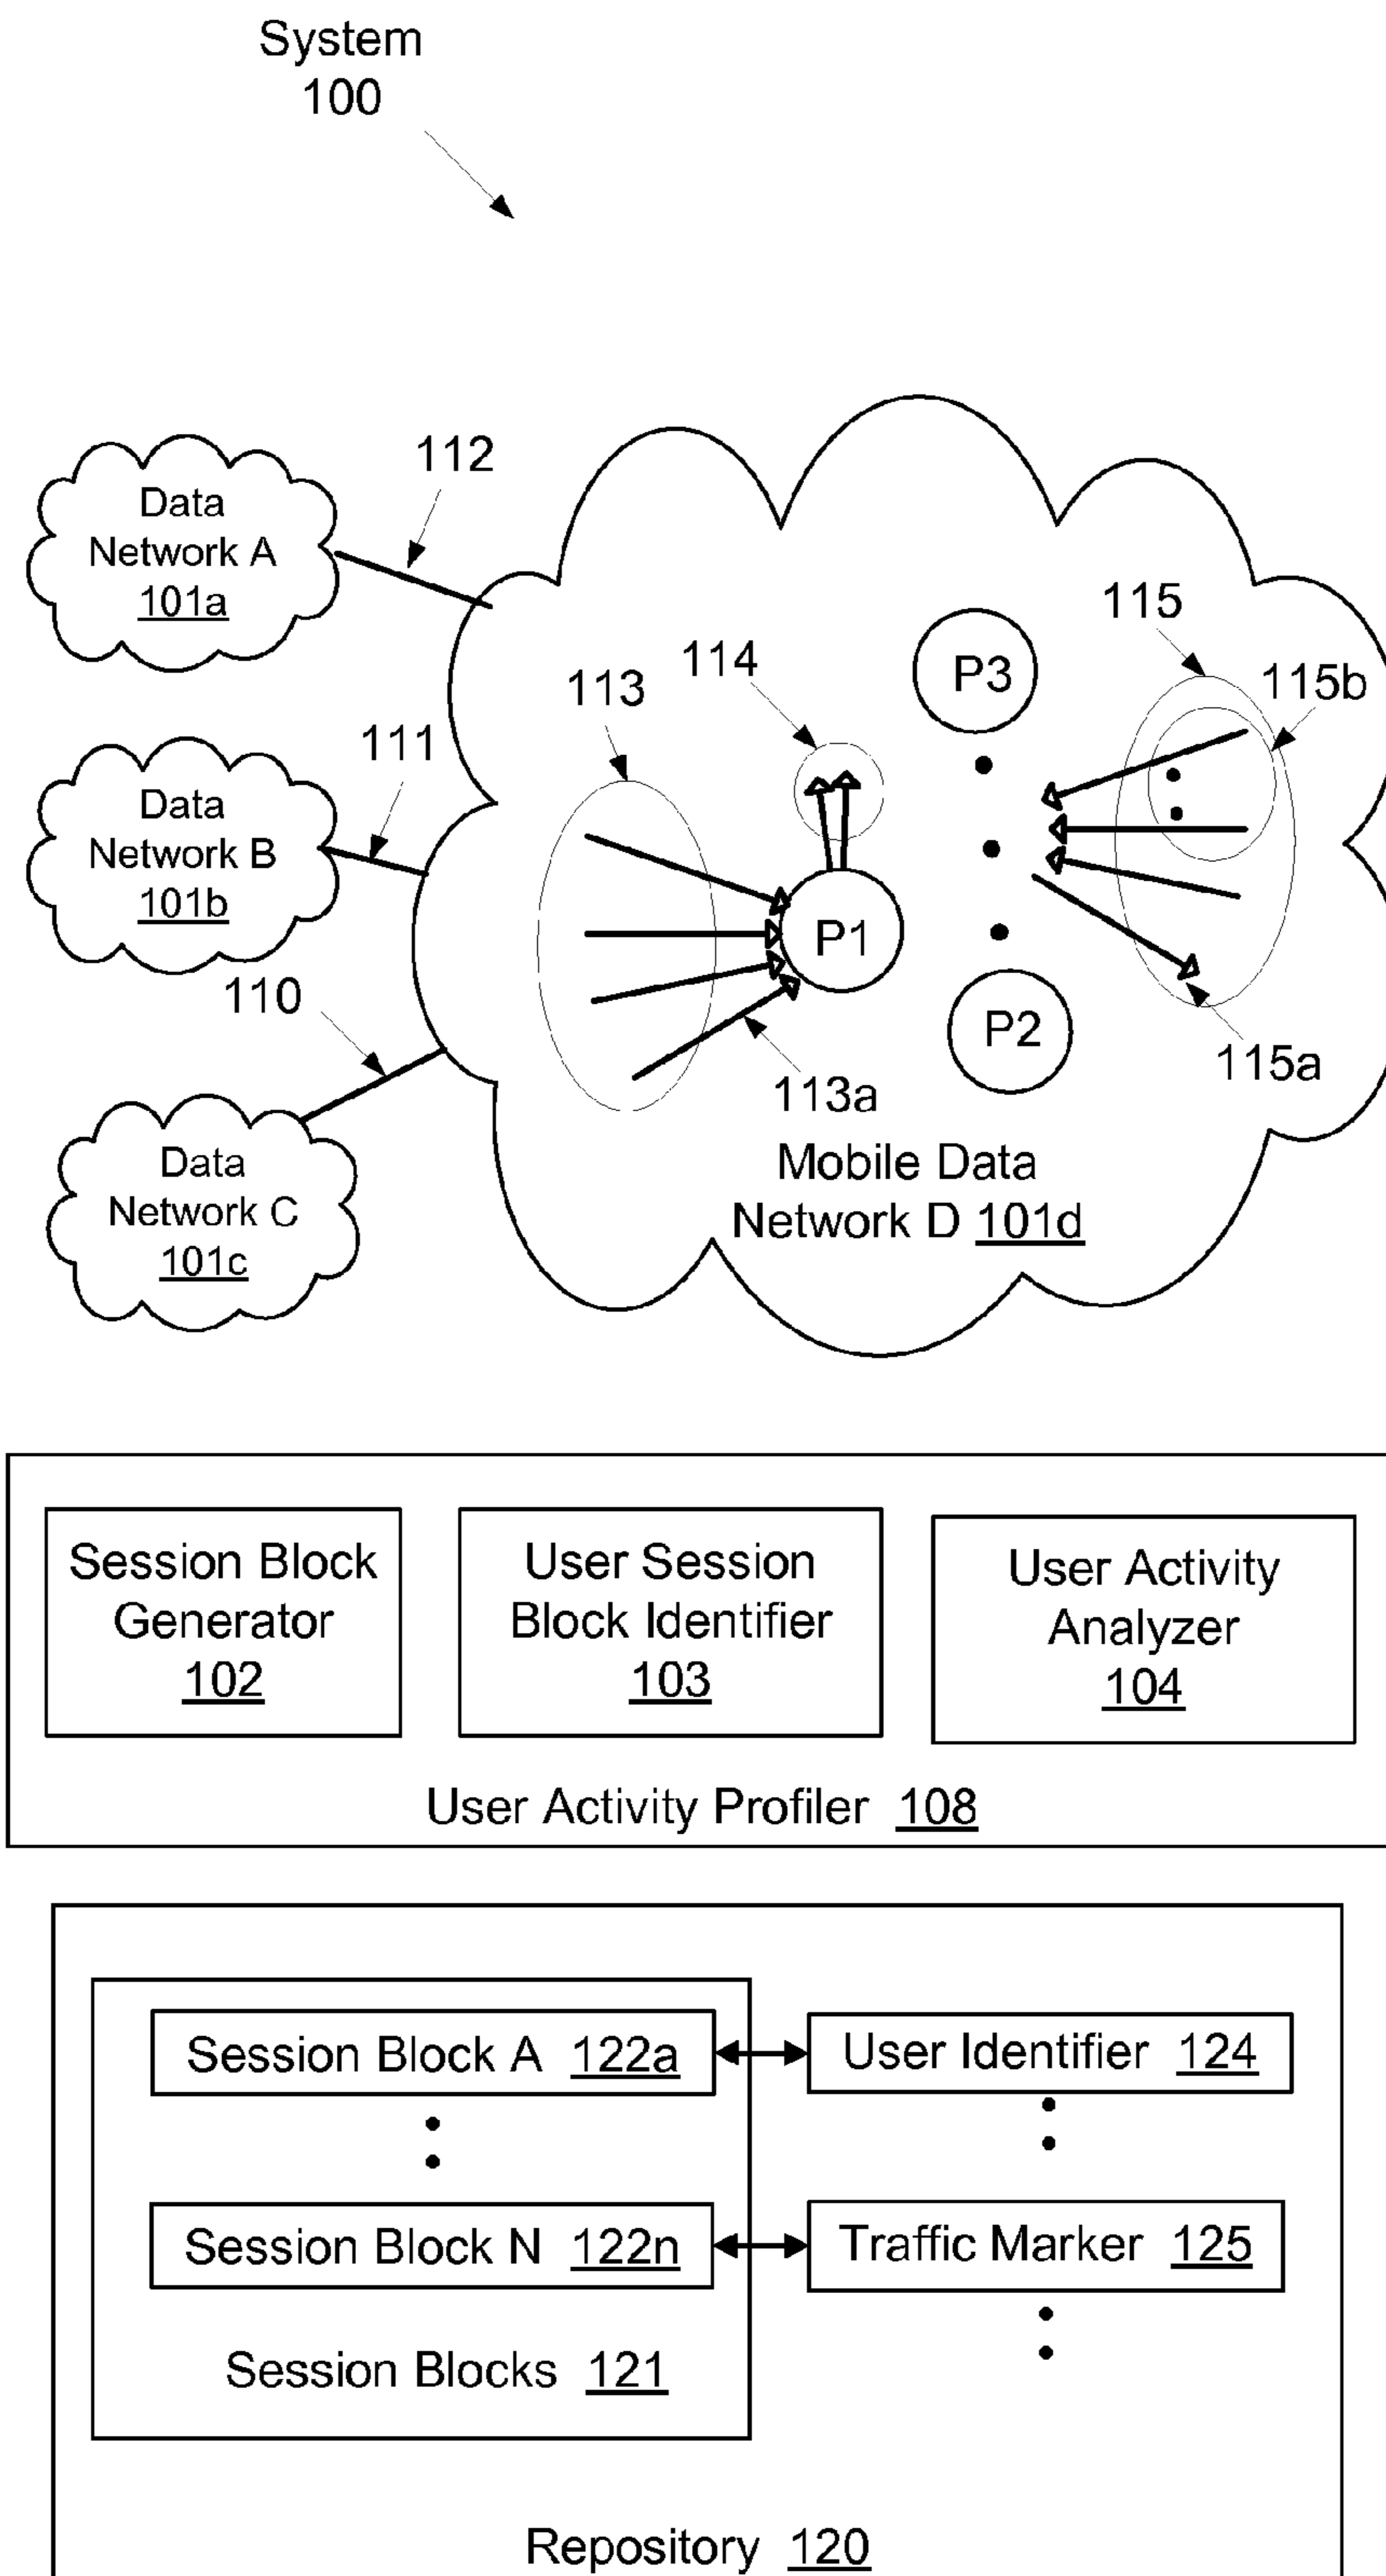 System
100
112
Data
Network A
101a
115
114
115b
P3
113
111
Data
Network B
101b
P1
110
P2
115a
113a
Data
Network C
101c
Mobile Data
Network D 101d
Session Block
Generator
102
User Session
Block Identifier
103
User Activity
Analyzer
104
User Activity Profiler 108
Session Block A 122a
User Identifier 124
Session Block N 122n
Traffic Marker 125
Session Blocks 121
Repository 120